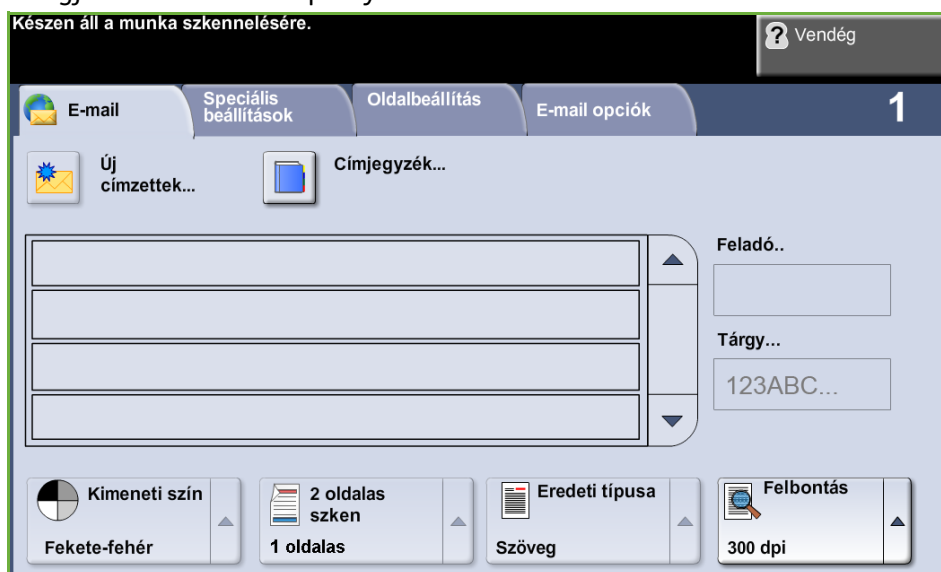 Készen áll a munka szkennelésére.
Vendég
E-mail
Speciális
beállítások
Oldalbeállítás
E-mail opciók
1
Új
címzettek...
Címjegyzék...
Feladó..
Tárgy...
123ABC...
Kimeneti szín
Fekete-fehér
2 oldalas
szken
1 oldalas
Eredeti típusa
Szöveg
Felbontás
300 dpi